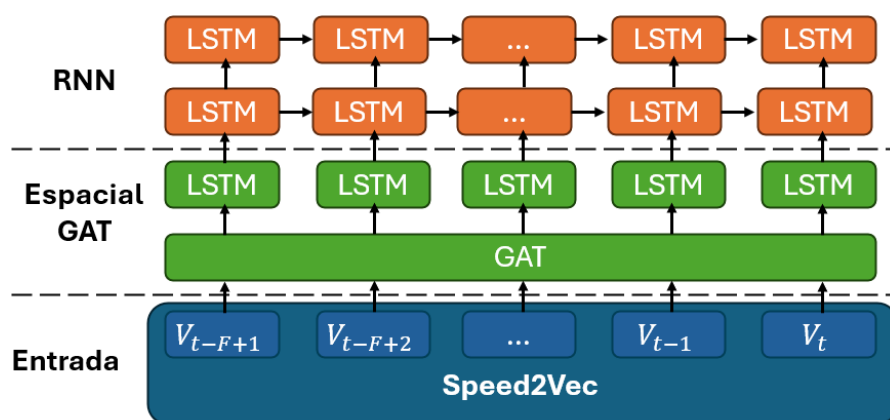 LSTM LSTM ... LSTM LSTM
RNN
LSTM LSTM ... LSTM LSTM
LSTM LSTM LSTM LSTM LSTM
Espacial
GAT
GAT
V_{t-F+1} V_{t-F+2} ... V_{t-1} V_t
Entrada
Speed2Vec